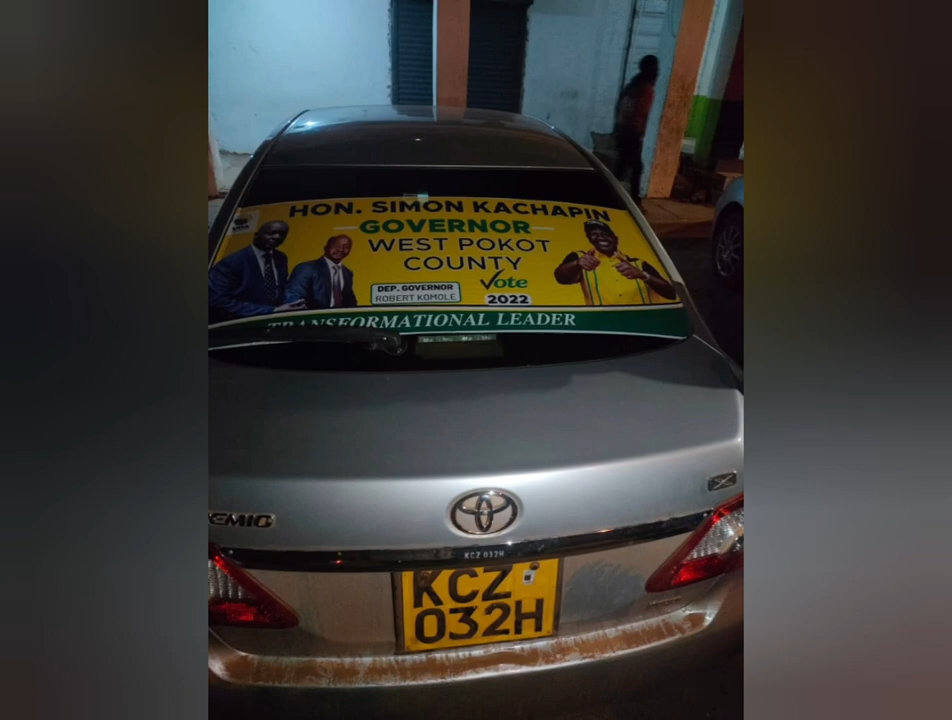 HON. SIMON KACHAPIN
GOVERNOR
WEST POKOT
COUNTY
DEP. GOVERNOR
ROBERT KOMOLE
Vote
2022
TRANSFORMATIONAL LEADER
EMIO
X
KCZ 032H
KCZ
032H